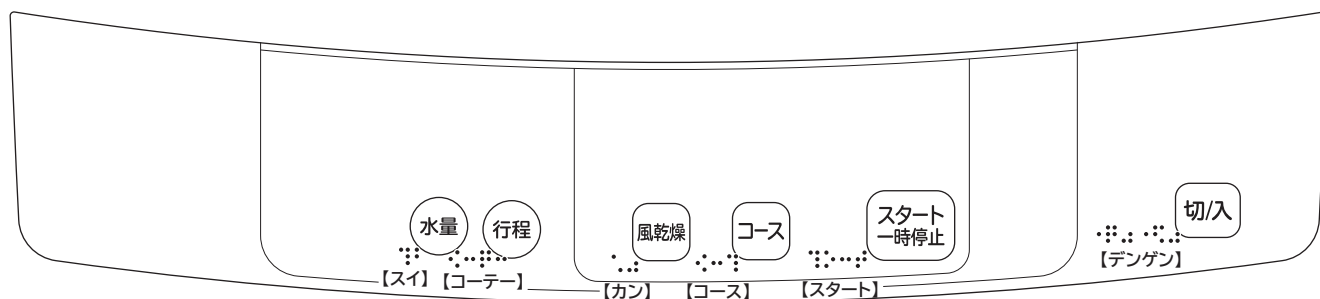 水量
行程
風乾燥
コース
スタート
一時停止
切/入
⠹⠃
【スイ】
【コーテー】
【カン】
【コース】
【スタート】
【デンゲン】